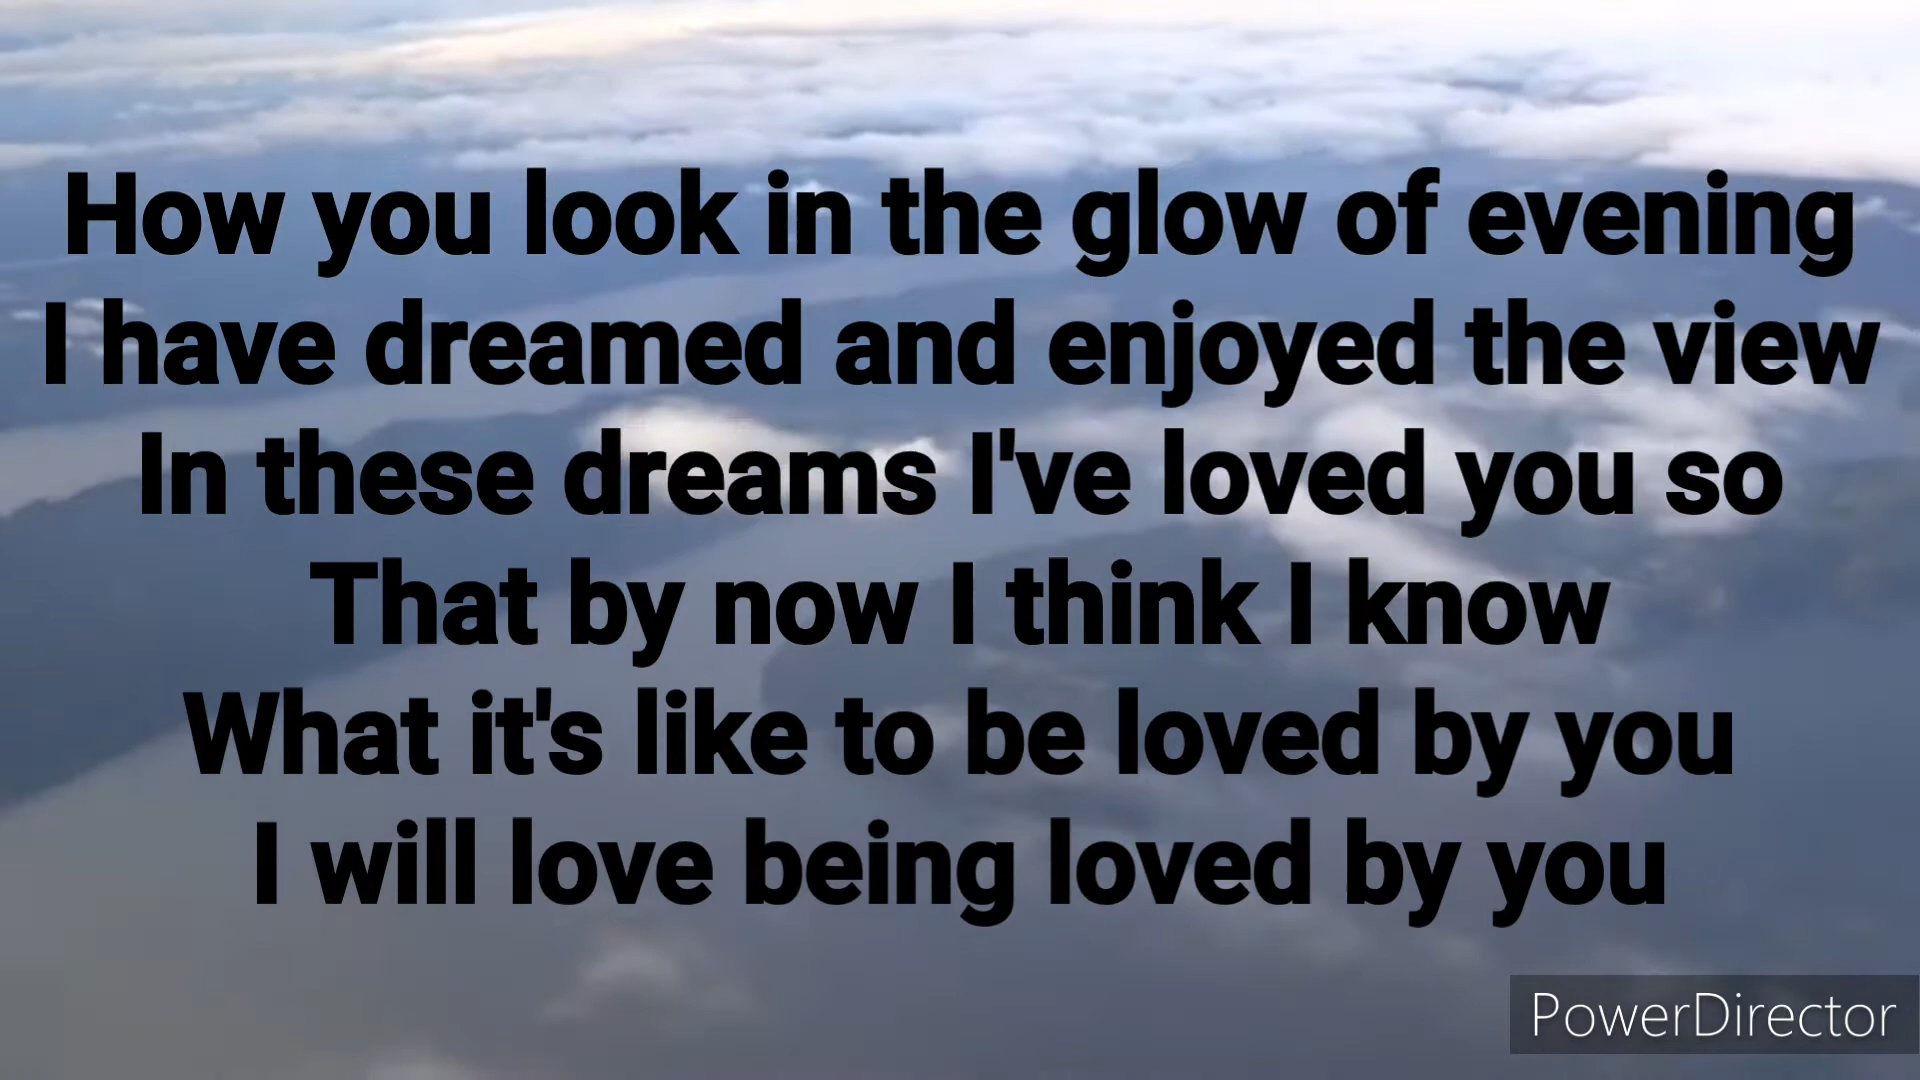 How you look in the glow of evening
I have dreamed and enjoyed the view
In these dreams I've loved you so
That by now I think I know
What it's like to be loved by you
I will love being loved by you
PowerDirector